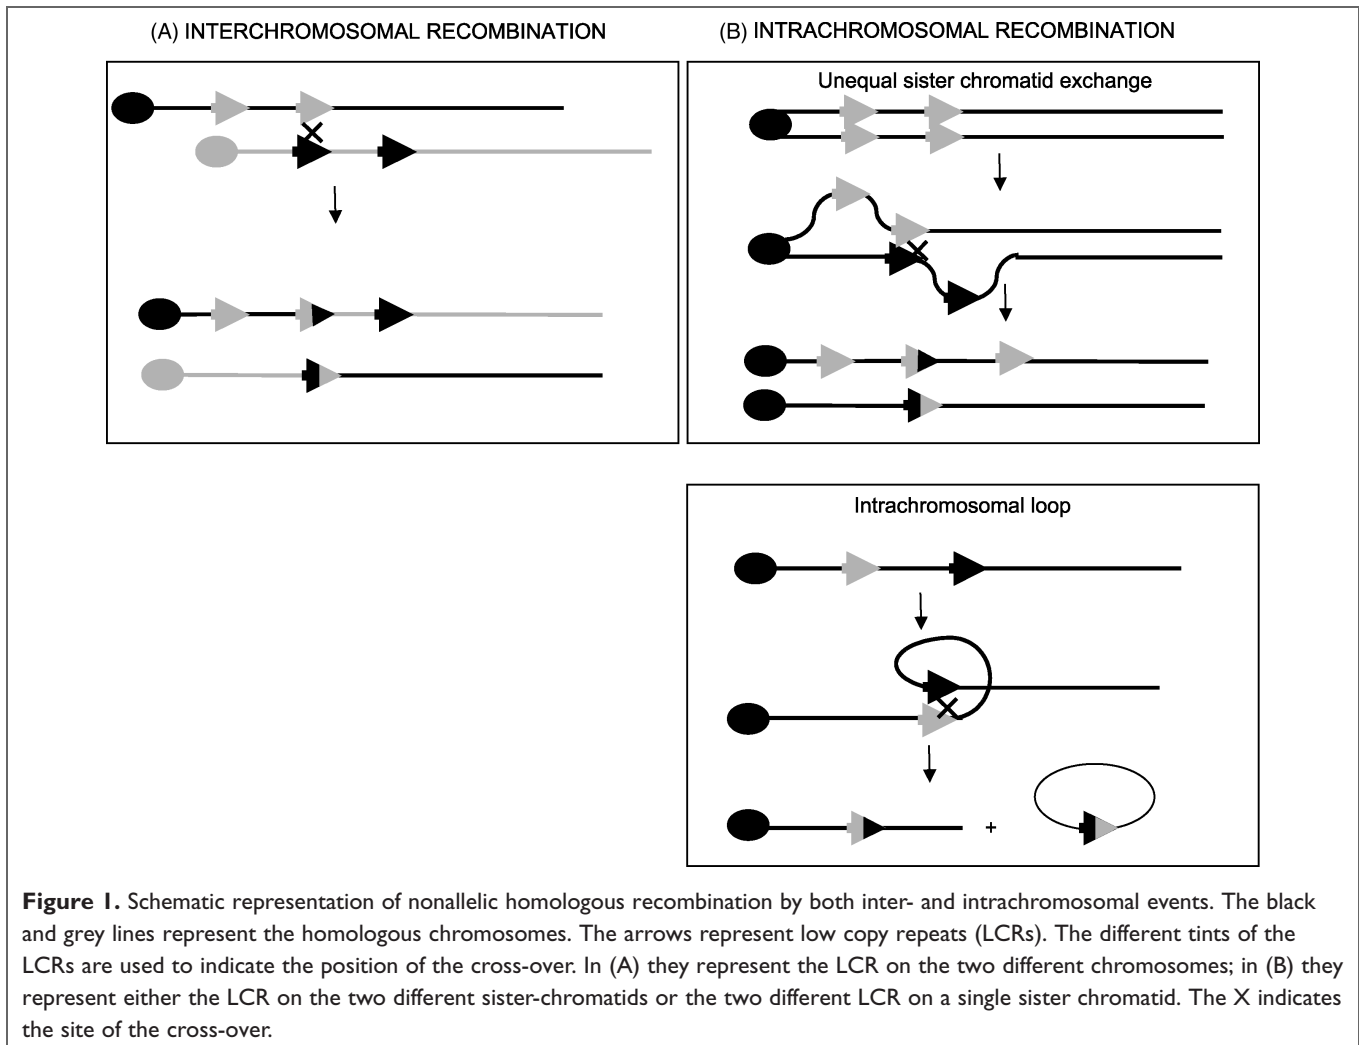 (A) INTERCHROMOSOMAL RECOMBINATION
(B) INTRACHROMOSOMAL RECOMBINATION
Unequal sister chromatid exchange
Intrachromosomal loop
+
Figure 1. Schematic representation of nonallelic homologous recombination by both inter- and intrachromosomal events. The black
and grey lines represent the homologous chromosomes. The arrows represent low copy repeats (LCRs). The different tints of the
LCRs are used to indicate the position of the cross-over. In (A) they represent the LCR on the two different chromosomes; in (B) they
represent either the LCR on the two different sister-chromatids or the two different LCR on a single sister chromatid. The X indicates
the site of the cross-over.